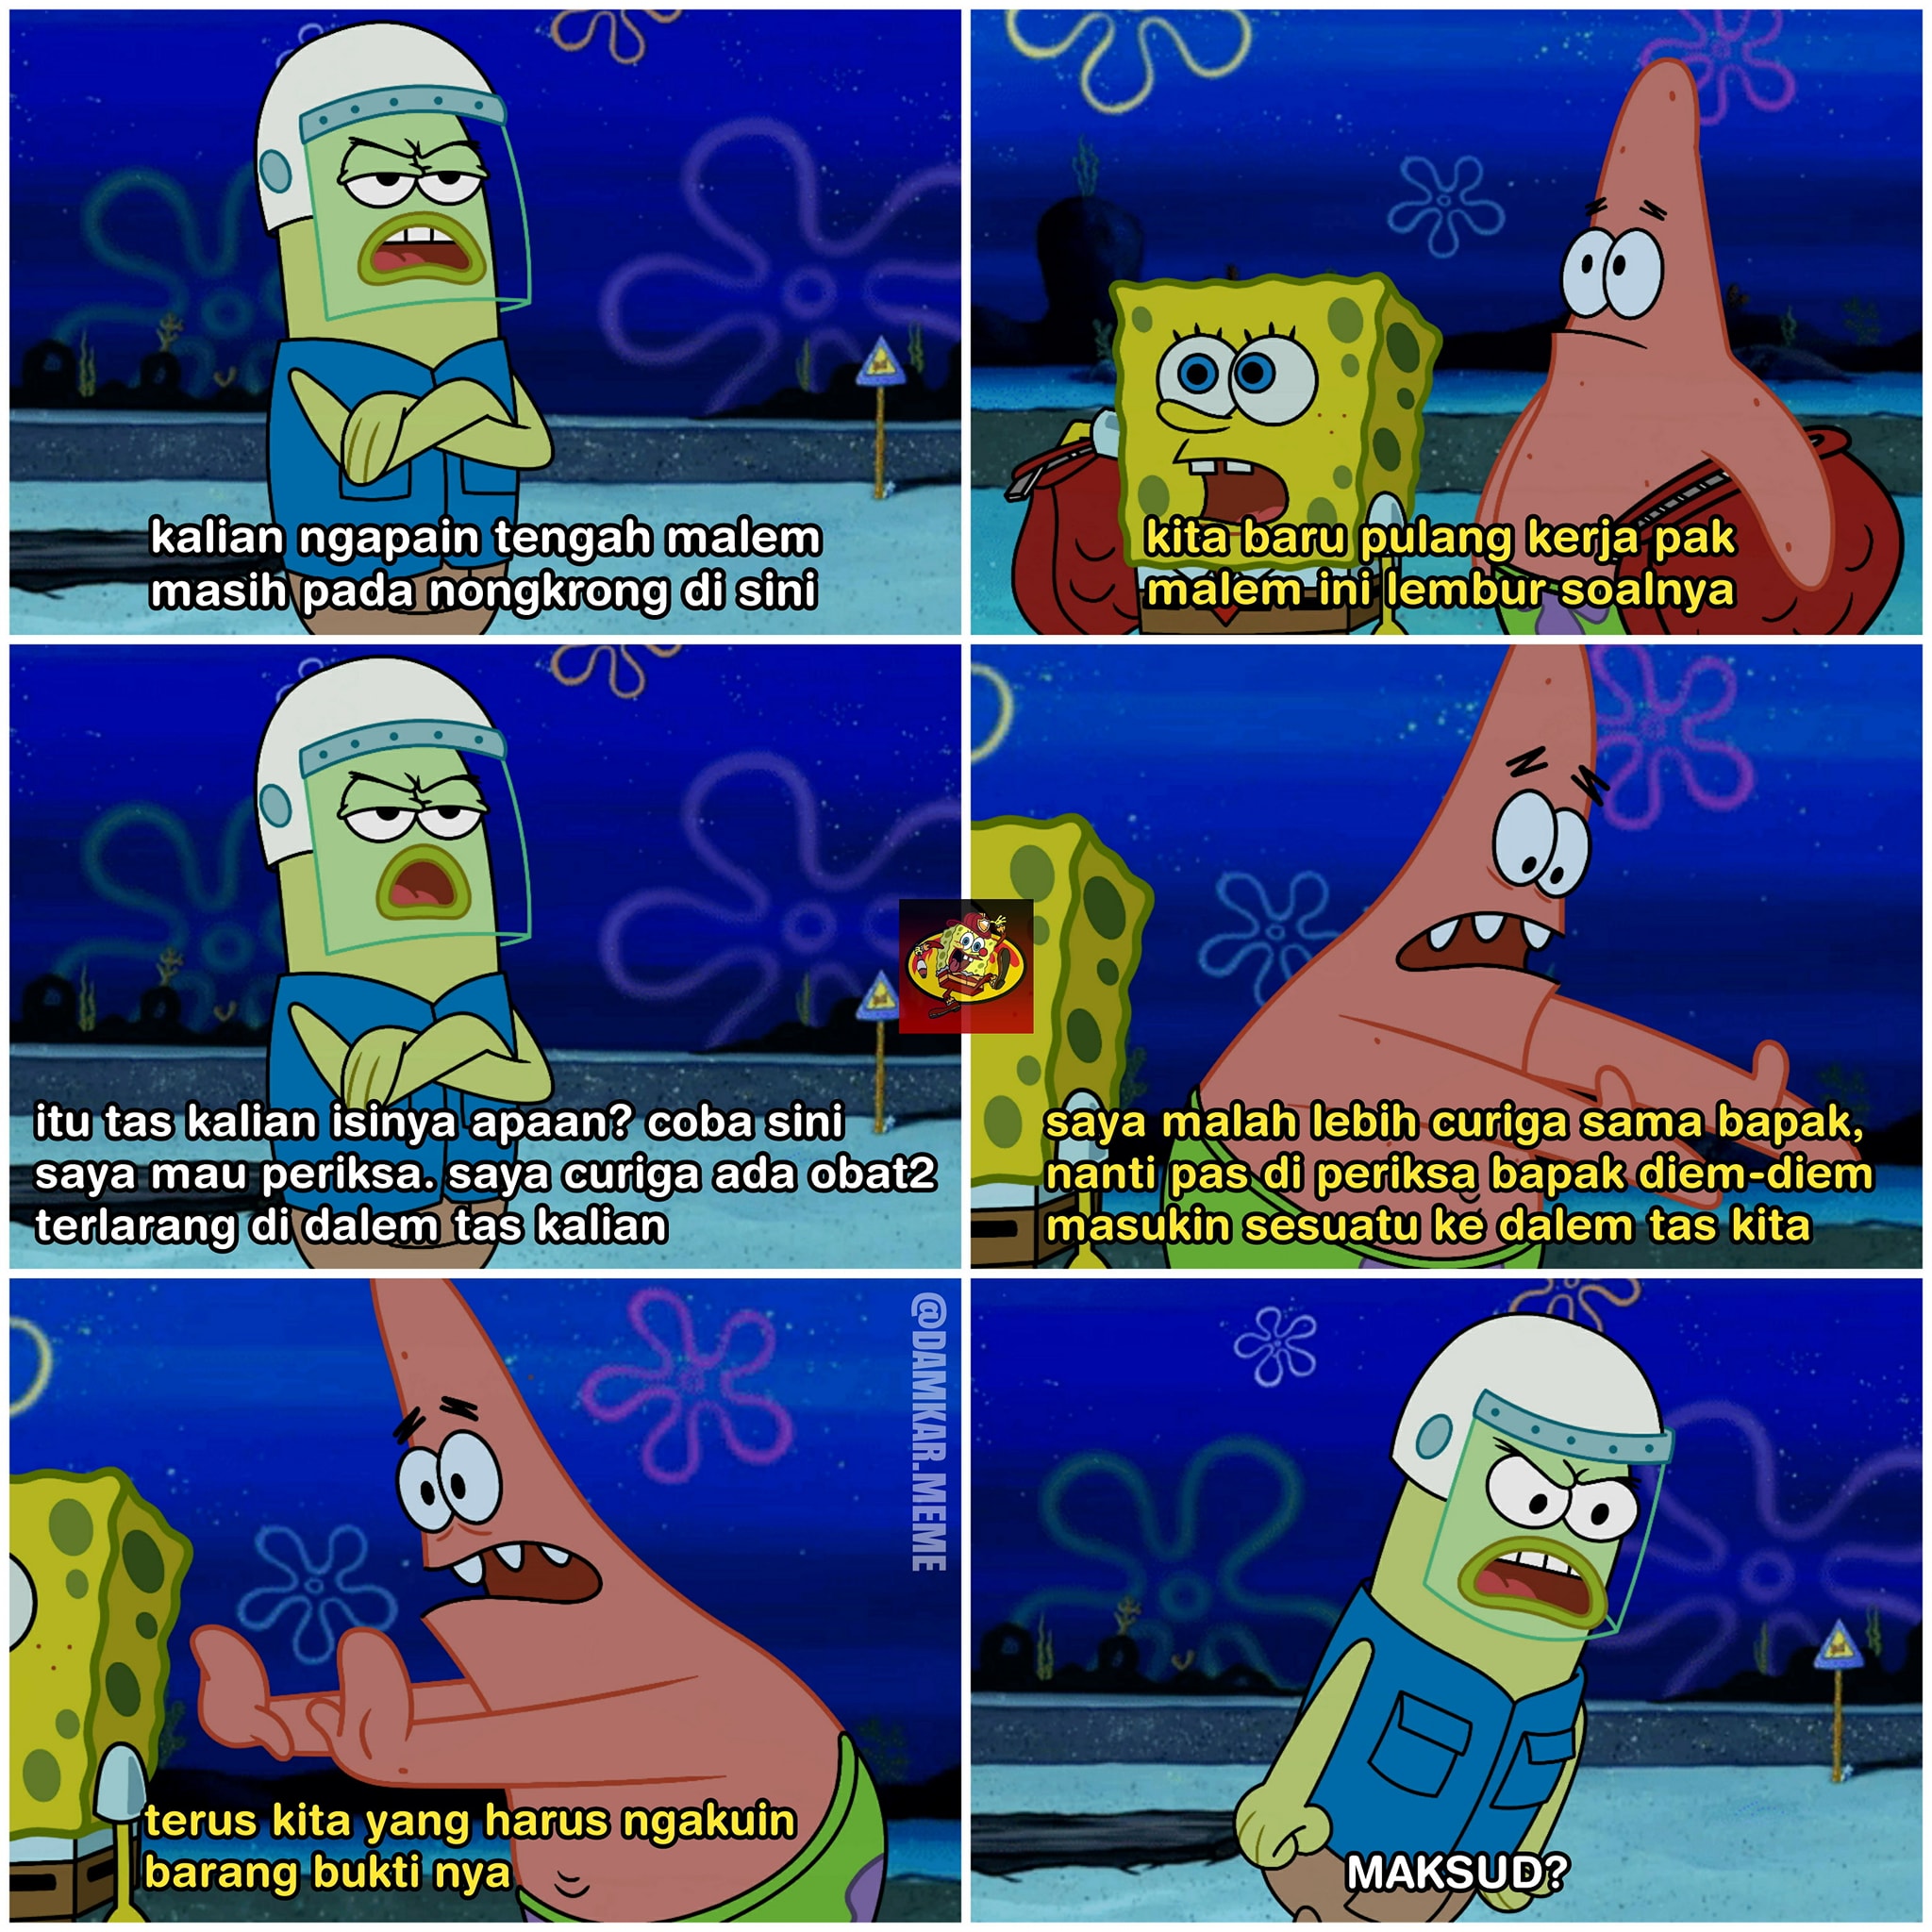 kalian ngapain tengah malem
masih pada nongkrong di sini
kita baru pulang kerja pak
malem ini lembur soalnya
itu tas kalian isinya apaan? coba sini
saya mau periksa. saya curiga ada obat2
terlarang di dalem tas kalian
saya malah lebih curiga sama bapak,
nanti pas di periksa bapak diem-diem
masukin sesuatu ke dalem tas kita
terus kita yang harus ngakuin
barang bukti nya
@DAMKAR.MEME
MAKSUD?